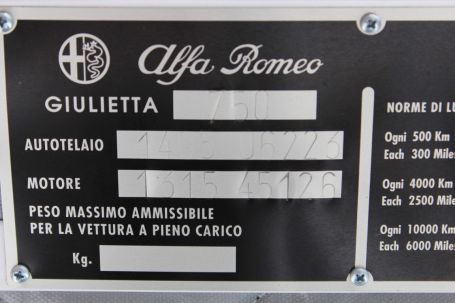 Alfa Romeo
GIULIETTA 750
AUTOTELAIO
MOTORE 1315 45126
PESO MASSIMO AMMISSIBILE
PER LA VETTURA A PIENO CARICO
Kg.
NORME DI LU
Ogni 500 Km
Each 300 Miles
Ogni 4000 Km
Each 2500 Miles
Ogni 10000 Km
Each 6000 Miles